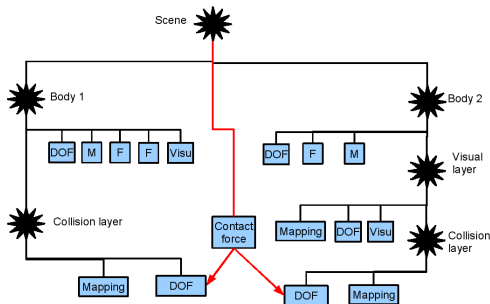 Scene
Body 1
Body 2
DOF
M
F
F
Visu
DOF
F
M
Visual
layer
Collision layer
Contact
force
Mapping
DOF
Visu
Collision
layer
Mapping
DOF
DOF
Mapping